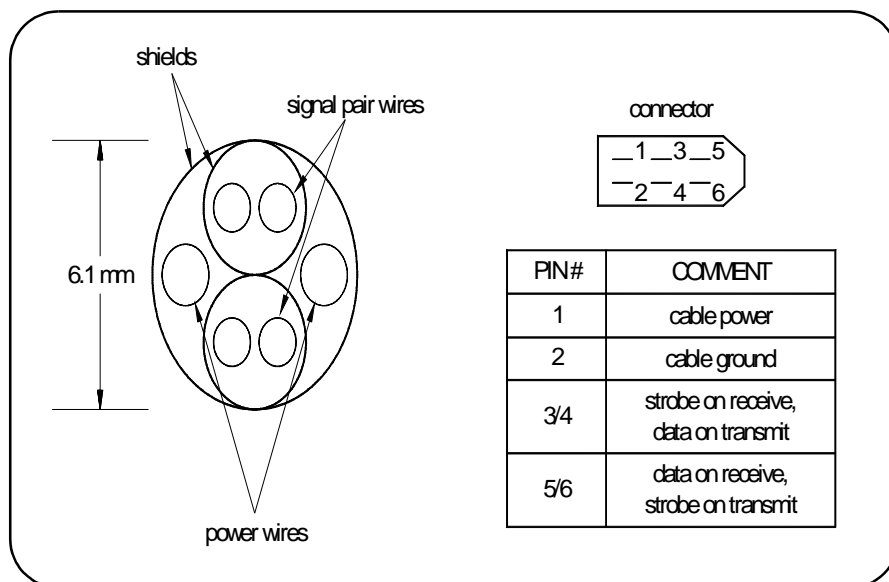 shields
signal pair wires
6.1 mm
power wires
connector
1 3 5
2 4 6
PIN # COMMENT
1 cable power
2 cable ground
3/4 strobe on receive,
data on transmit
5/6 data on receive,
strobe on transmit